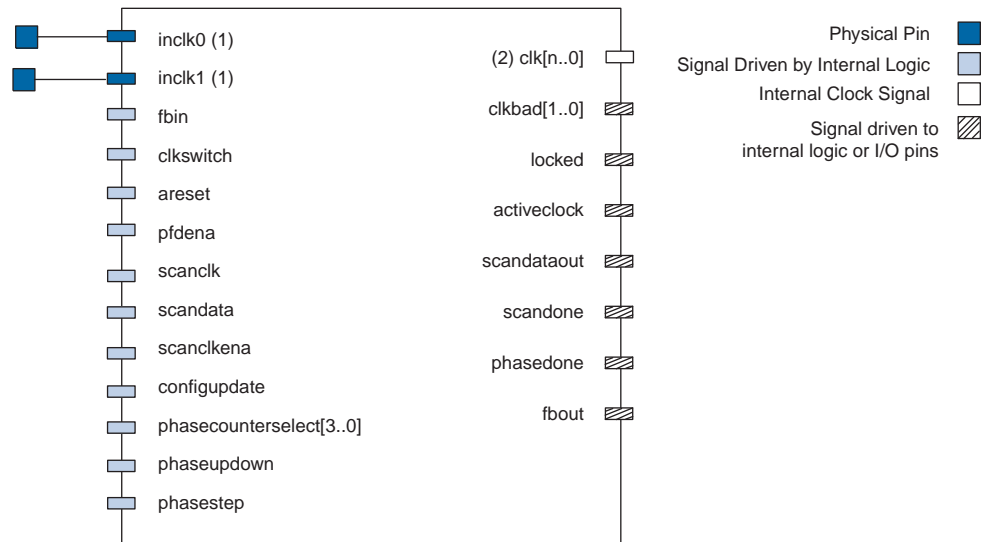 inclk0 (1)
inclk1 (1)
fbin
clkswitch
areset
pfdena
scanclk
scandata
scanclkena
configupdate
phasecounterselect[3..0]
phaseupdown
phasestep
(2) clk[n..0]
clkbad[1..0]
locked
activeclock
scandataout
scandone
phasedone
fbout
Physical Pin
Signal Driven by Internal Logic
Internal Clock Signal
Signal driven to
internal logic or I/O pins